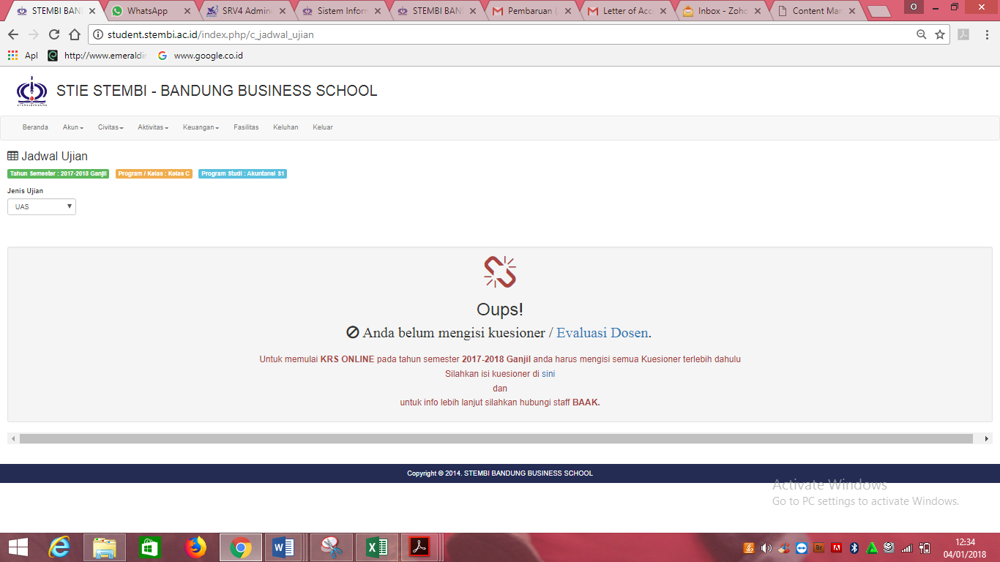 STEMBI BAN
WhatsApp
SRV4 Admini
Sistem Inform
STEMBI BAN
Pembaruan (
Letter of Acc
Inbox - Zoho
Content Man
O
student.stembi.ac.id/index.php/c_jadwal_ujian
Apl
http://www.emeraldin
www.google.co.id
STIE STEMBI - BANDUNG BUSINESS SCHOOL
Beranda Akun Civitas Aktivitas Keuangan Fasilitas Keluhan Keluar
Jadwal Ujian
Tahun Semester : 2017-2018 Ganjil Program / Kelas : Kelas C Program Studi : Akuntansi S1
Jenis Ujian
UAS
Oups!
Anda belum mengisi kuesioner / Evaluasi Dosen.
Untuk memulai KRS ONLINE pada tahun semester 2017-2018 Ganjil anda harus mengisi semua Kuesioner terlebih dahulu
Silahkan isi kuesioner di sini
dan
untuk info lebih lanjut silahkan hubungi staff BAAK.
Copyright © 2014. STEMBI BANDUNG BUSINESS SCHOOL
Activate Windows
Go to PC settings to activate Windows.
12:34
04/01/2018